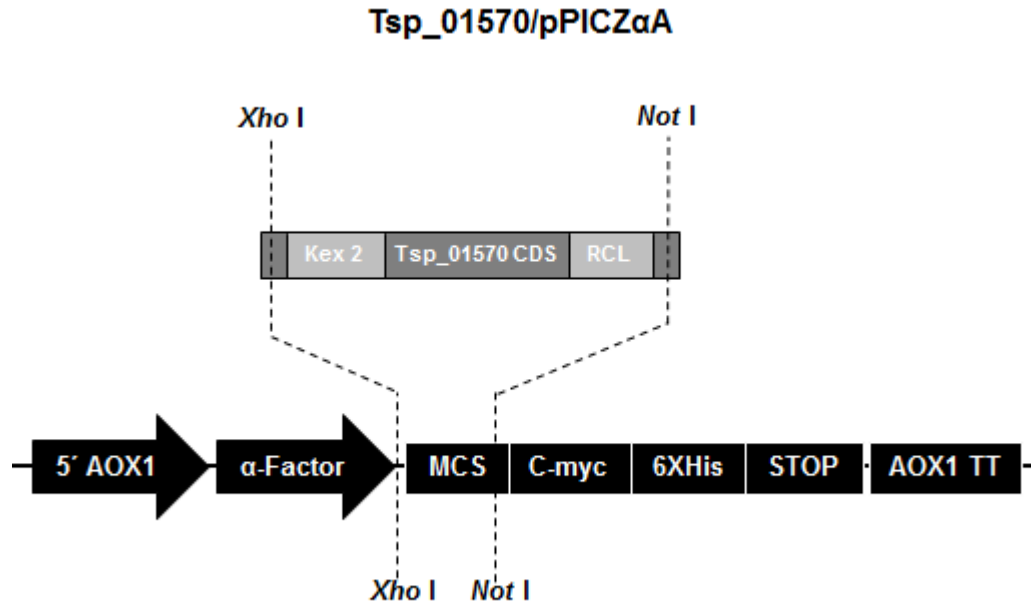 Tsp_01570/pPICZαA
Xho I Not I
Kex 2 Tsp_01570 CDS RCL
5´ AOX1 α-Factor MCS C-myc 6XHis STOP AOX1 TT
Xho I Not I